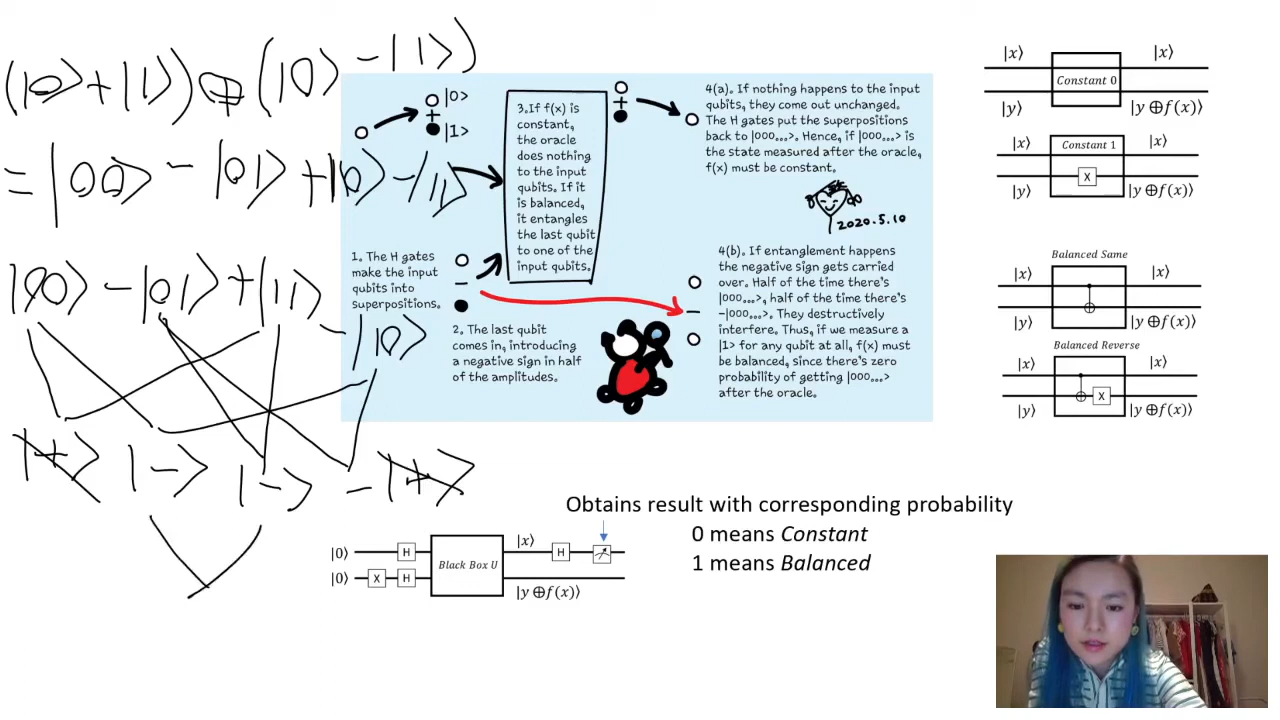 (|0> + |1>) ⊕ (|0> - |1>)
= |00> - |01> + |10> - |11>
|00> - |01> + |11>
- |10>
|+> |-> |-> - |+>
|0>
+
|1>
1. The H gates
make the input
qubits into
superpositions.
-
2. The last qubit
comes in, introducing
a negative sign in half
of the amplitudes.
3.If f(x) is
constant,
the oracle
does nothing
to the input
qubits. If it
is balanced,
it entangles
the last qubit
to one of the
input qubits.
+
4(a). If nothing happens to the input
qubits, they come out unchanged.
The H gates put the superpositions
back to |000...>. Hence, if |000...> is
the state measured after the oracle,
f(x) must be constant.
2020.5.10
-
4(b). If entanglement happens
the negative sign gets carried
over. Half of the time there's
|000...>, half of the time there's
-|000...>. They destructively
interfere. Thus, if we measure a
|1> for any qubit at all, f(x) must
be balanced, since there's zero
probability of getting |000...>
after the oracle.
|x⟩ |x⟩
Constant 0
|y⟩ |y ⊕f(x)⟩
|x⟩ Constant 1 |x⟩
X
|y⟩ |y ⊕f(x)⟩
Balanced Same
|x⟩ |x⟩
|y⟩ |y ⊕f(x)⟩
Balanced Reverse
|x⟩ |x⟩
X
|y⟩ |y ⊕f(x)⟩
Obtains result with corresponding probability
0 means Constant
1 means Balanced
|0⟩ H |x⟩ H
Black Box U
|0⟩ X H |y ⊕f(x)⟩